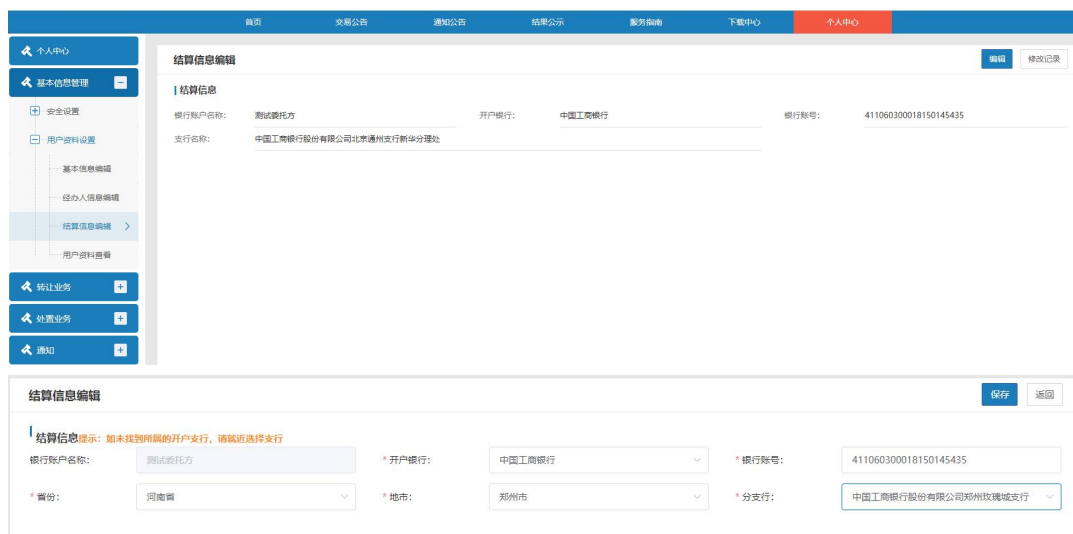 首页 交易公告 通知公告 结果公示 服务指南 下载中心 个人中心
个人中心
结算信息编辑 编辑 修改记录
基本信息管理
结算信息
安全设置
银行账户名称: 测试委托方 开户银行: 中国工商银行 银行账号: 411060300018150145435
用户资料设置
支行名称: 中国工商银行股份有限公司北京通州支行新华分理处
基本信息编辑
经办人信息编辑
结算信息编辑 >
用户资料查看
转让业务
处置业务
通知
结算信息编辑 保存 返回
结算信息提示:如未找到所属的开户支行,请就近选择支行
银行账户名称: 测试委托方 *开户银行: 中国工商银行 *银行账号: 411060300018150145435
*省份: 河南省 *地市: 郑州市 *分支行: 中国工商银行股份有限公司郑州玫瑰城支行